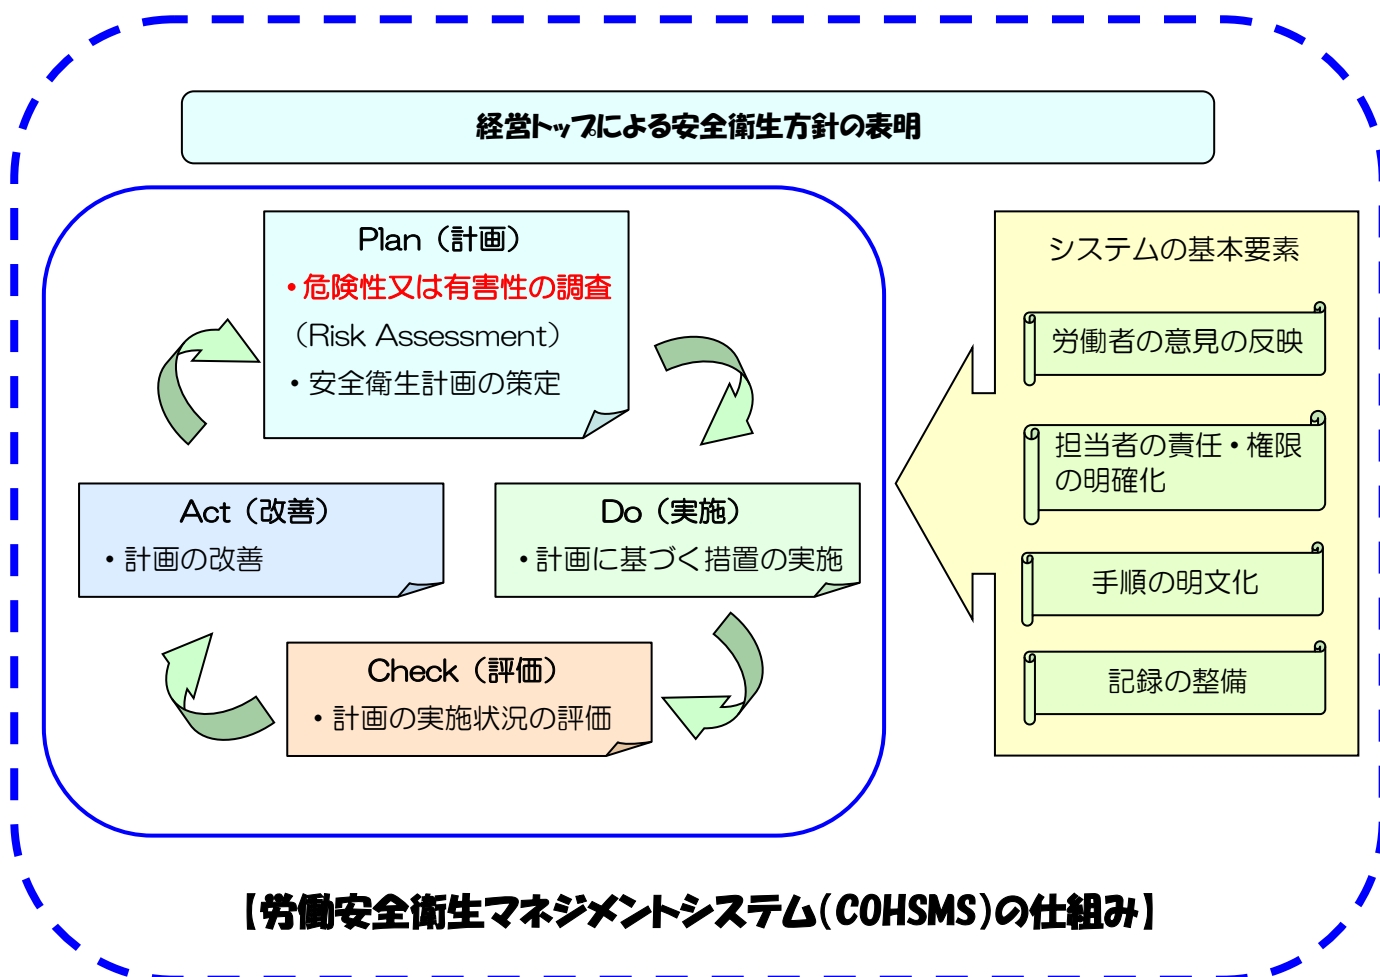 経営トップによる安全衛生方針の表明
Plan（計画）
・危険性又は有害性の調査
（Risk Assessment）
・安全衛生計画の策定
Act（改善）
・計画の改善
Do（実施）
・計画に基づく措置の実施
Check（評価）
・計画の実施状況の評価
システムの基本要素
労働者の意見の反映
担当者の責任・権限
の明確化
手順の明文化
記録の整備
【労働安全衛生マネジメントシステム（COHSMS）の仕組み】